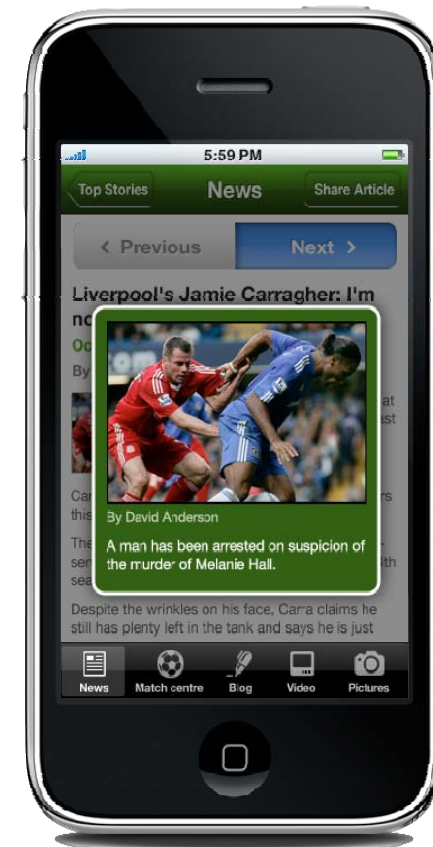 5:59 PM
Top Stories
News
Share Article
< Previous
Next >
Liverpool's Jamie Carragher: I'm
By David Anderson
A man has been arrested on suspicion of
the murder of Melanie Hall.
Despite the wrinkles on his face, Carra claims he
still has plenty left in the tank and says he is just
News
Match centre
Blog
Video
Pictures